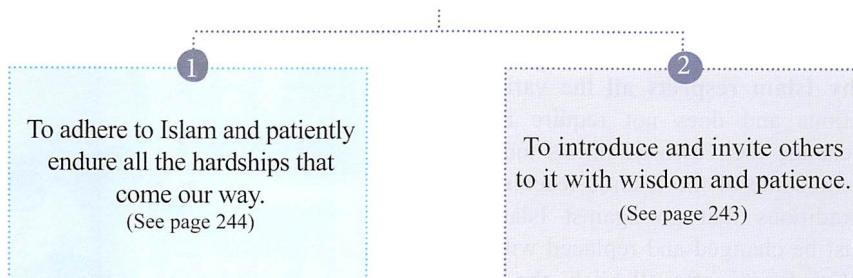 1
To adhere to Islam and patiently
endure all the hardships that
come our way.
(See page 244)
2
To introduce and invite others
to it with wisdom and patience.
(See page 243)